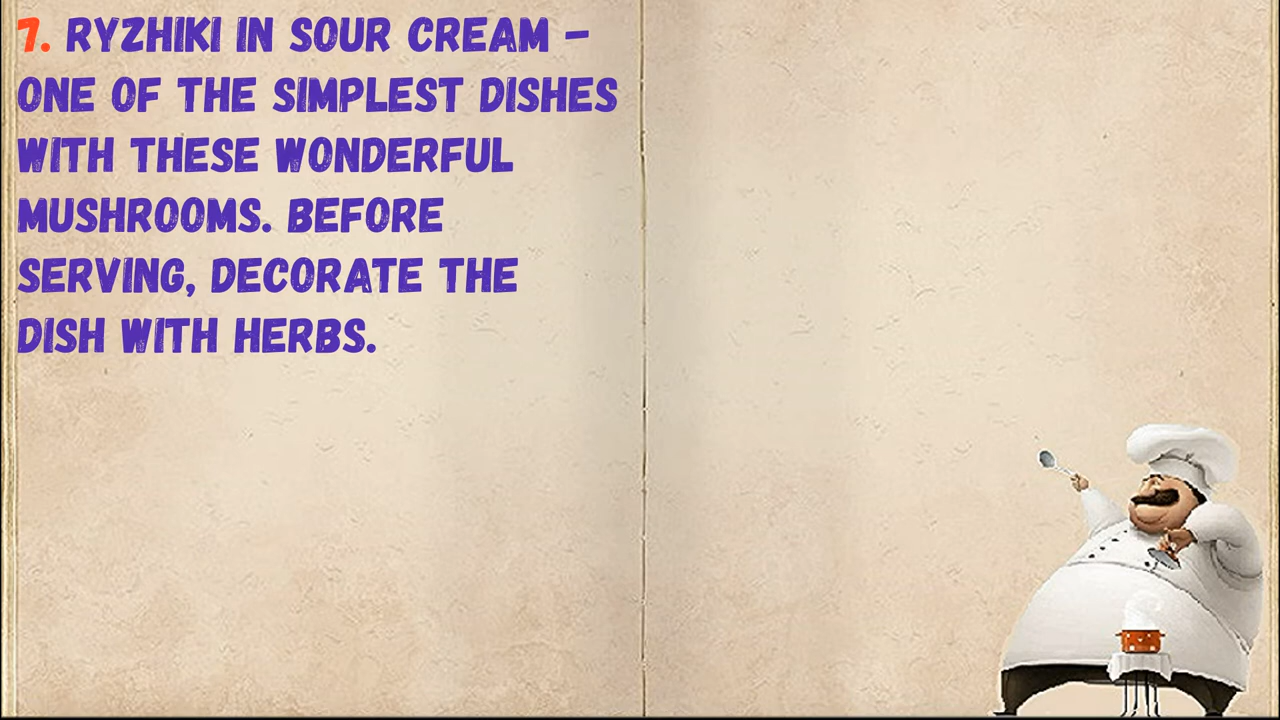 7. RYZHIKI IN SOUR CREAM –
ONE OF THE SIMPLEST DISHES
WITH THESE WONDERFUL
MUSHROOMS. BEFORE
SERVING, DECORATE THE
DISH WITH HERBS.